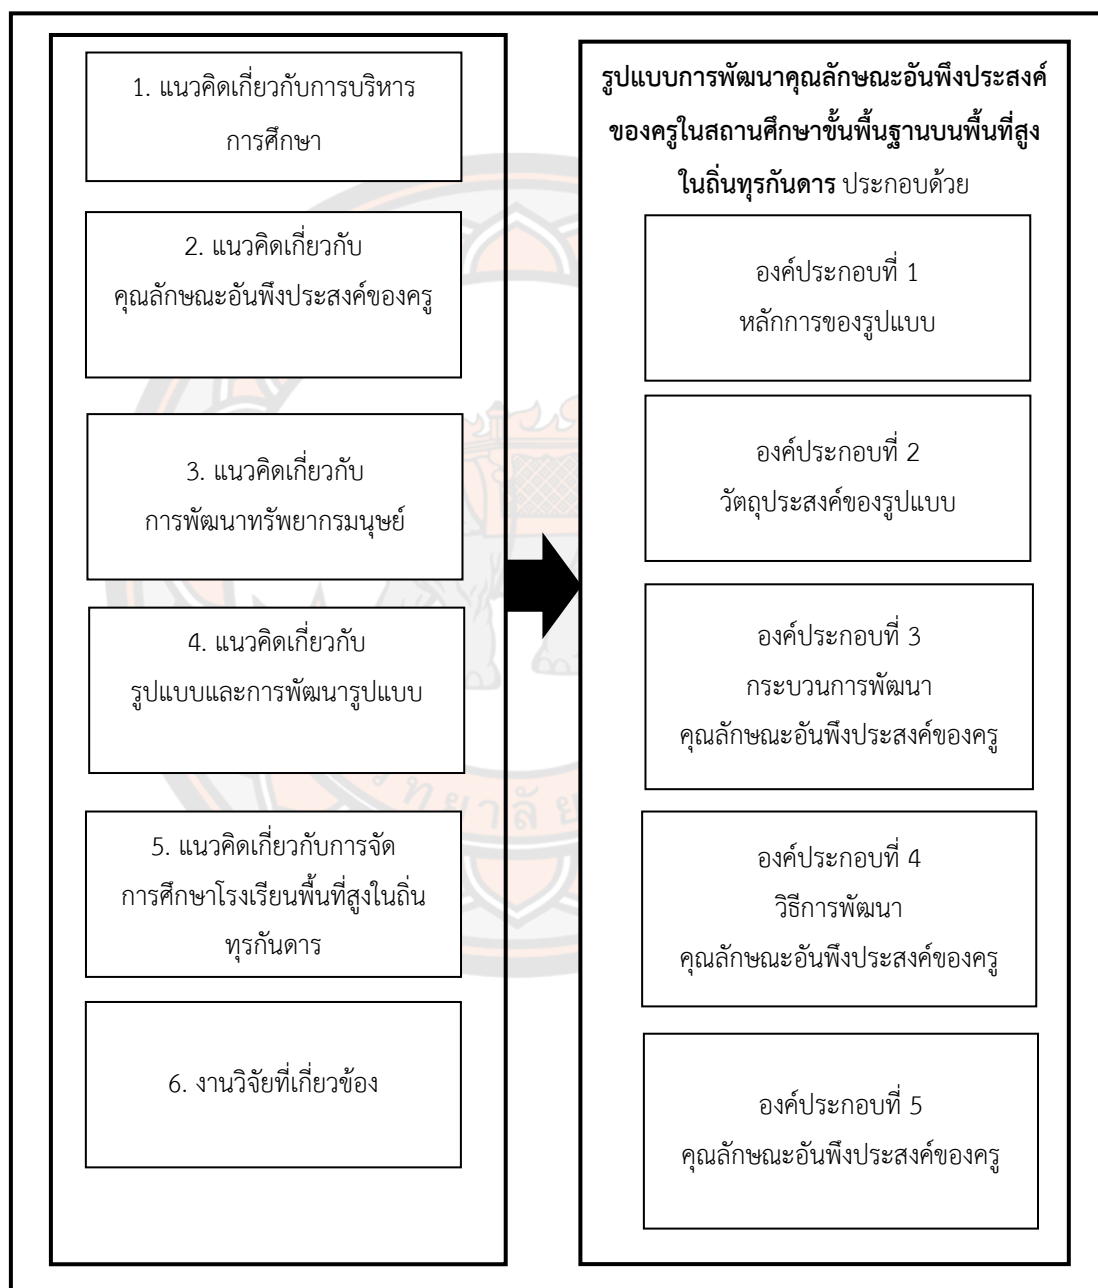 1. แนวคิดเกี่ยวกับการบริหาร
การศึกษา
2. แนวคิดเกี่ยวกับ
คุณลักษณะอันพึงประสงค์ของครู
3. แนวคิดเกี่ยวกับ
การพัฒนาทรัพยากรมนุษย์
4. แนวคิดเกี่ยวกับ
รูปแบบและการพัฒนารูปแบบ
5. แนวคิดเกี่ยวกับการจัด
การศึกษาโรงเรียนพื้นที่สูงในถิ่น
ทุรกันดาร
6. งานวิจัยที่เกี่ยวข้อง
รูปแบบการพัฒนาคุณลักษณะอันพึงประสงค์
ของครูในสถานศึกษาขั้นพื้นฐานบนพื้นที่สูง
ในถิ่นทุรกันดาร ประกอบด้วย
องค์ประกอบที่ 1
หลักการของรูปแบบ
องค์ประกอบที่ 2
วัตถุประสงค์ของรูปแบบ
องค์ประกอบที่ 3
กระบวนการพัฒนา
คุณลักษณะอันพึงประสงค์ของครู
องค์ประกอบที่ 4
วิธีการพัฒนา
คุณลักษณะอันพึงประสงค์ของครู
องค์ประกอบที่ 5
คุณลักษณะอันพึงประสงค์ของครู